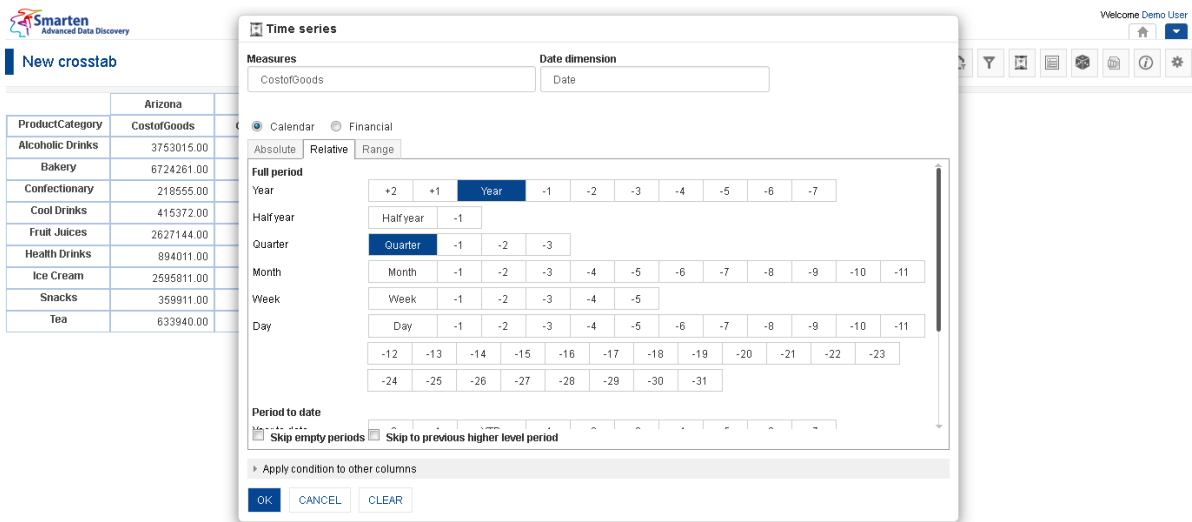 Smarten
Advanced Data Discovery
Welcome Demo User
New crosstab
Arizona
ProductCategory CostofGoods
Alcoholic Drinks 3753015.00
Bakery 6724261.00
Confectionary 218555.00
Cool Drinks 415372.00
Fruit Juices 2627144.00
Health Drinks 894011.00
Ice Cream 2595811.00
Snacks 359911.00
Tea 633940.00
Time series
Measures Date dimension
CostofGoods Date
Calendar Financial
Absolute Relative Range
Full period
Year +2 +1 Year -1 -2 -3 -4 -5 -6 -7
Half year Half year -1
Quarter Quarter -1 -2 -3
Month Month -1 -2 -3 -4 -5 -6 -7 -8 -9 -10 -11
Week Week -1 -2 -3 -4 -5
Day Day -1 -2 -3 -4 -5 -6 -7 -8 -9 -10 -11
-12 -13 -14 -15 -16 -17 -18 -19 -20 -21 -22 -23
-24 -25 -26 -27 -28 -29 -30 -31
Period to date
Skip empty periods Skip to previous higher level period
Apply condition to other columns
OK CANCEL CLEAR